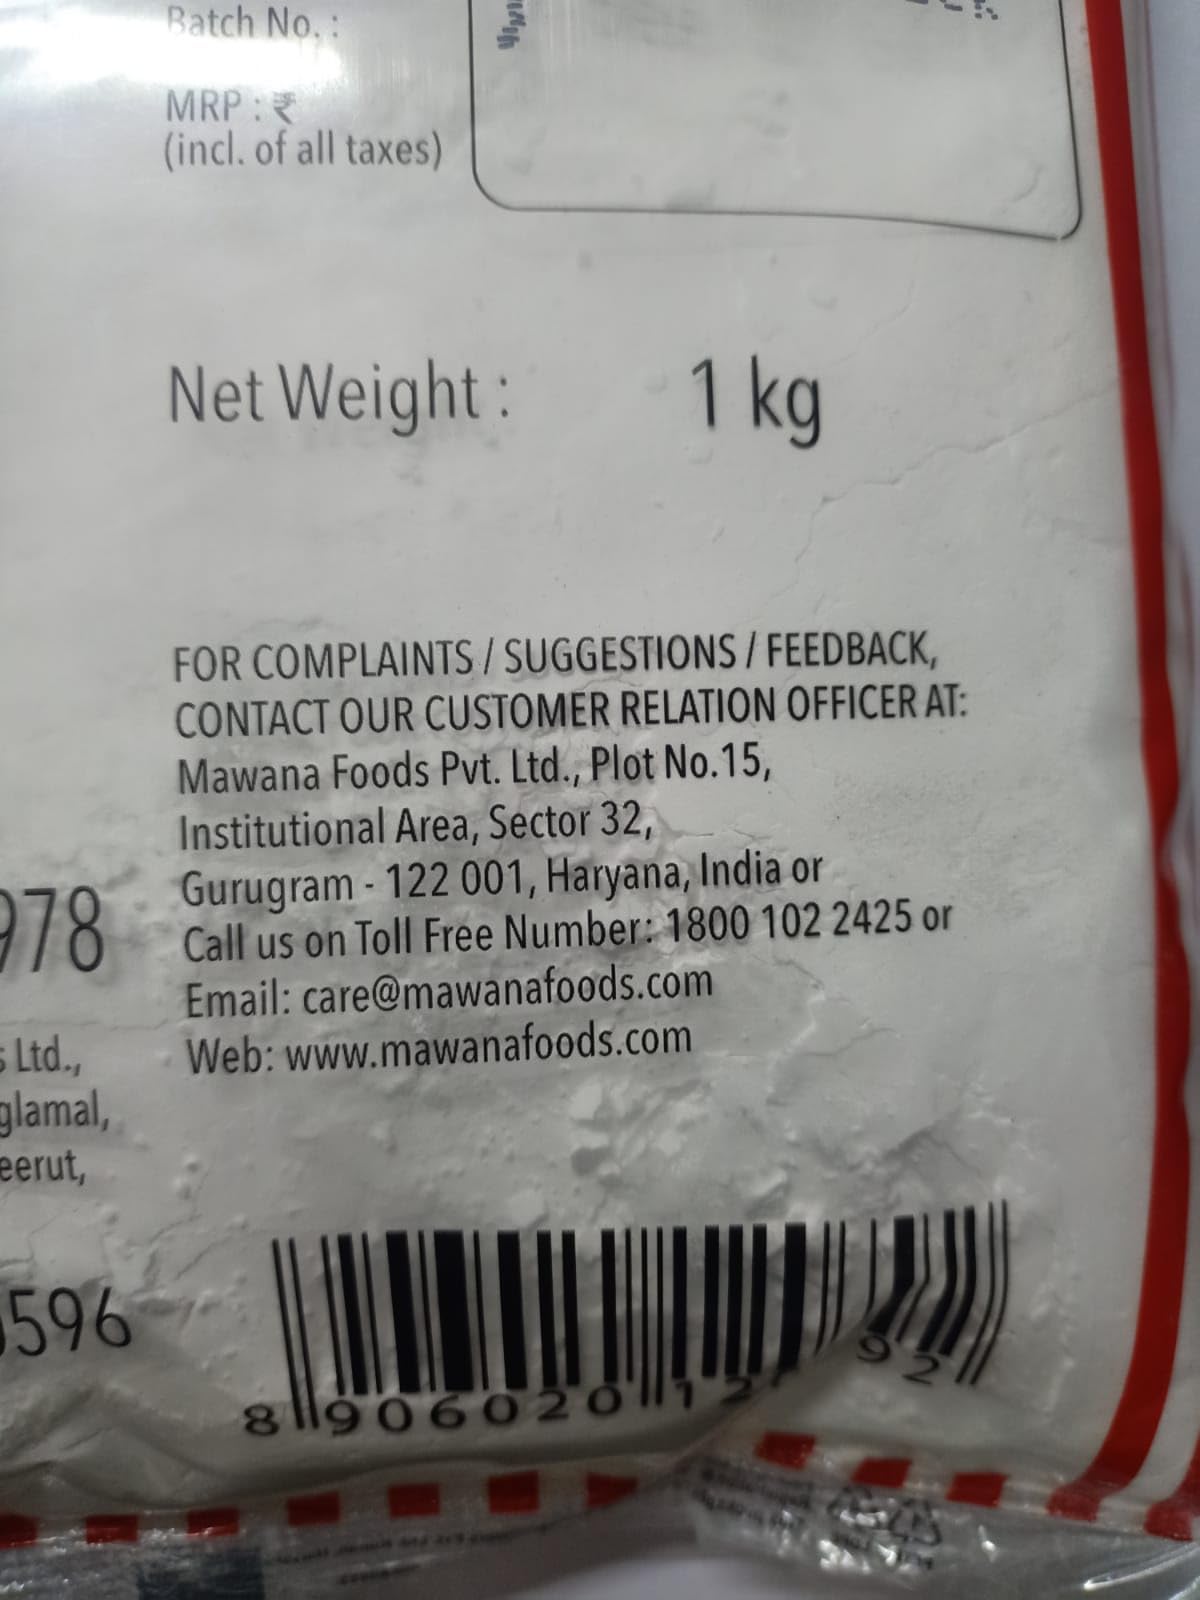 Batch No. :
MRP : ₹
(incl. of all taxes)
Net Weight : 1 kg
FOR COMPLAINTS / SUGGESTIONS / FEEDBACK,
CONTACT OUR CUSTOMER RELATION OFFICER AT:
Mawana Foods Pvt. Ltd., Plot No.15,
Institutional Area, Sector 32,
Gurugram - 122 001, Haryana, India or
Call us on Toll Free Number: 1800 102 2425 or
Email: care@mawanafoods.com
Web: www.mawanafoods.com
978
s Ltd.,
glamal,
eerut,
596
8 906020 12 92